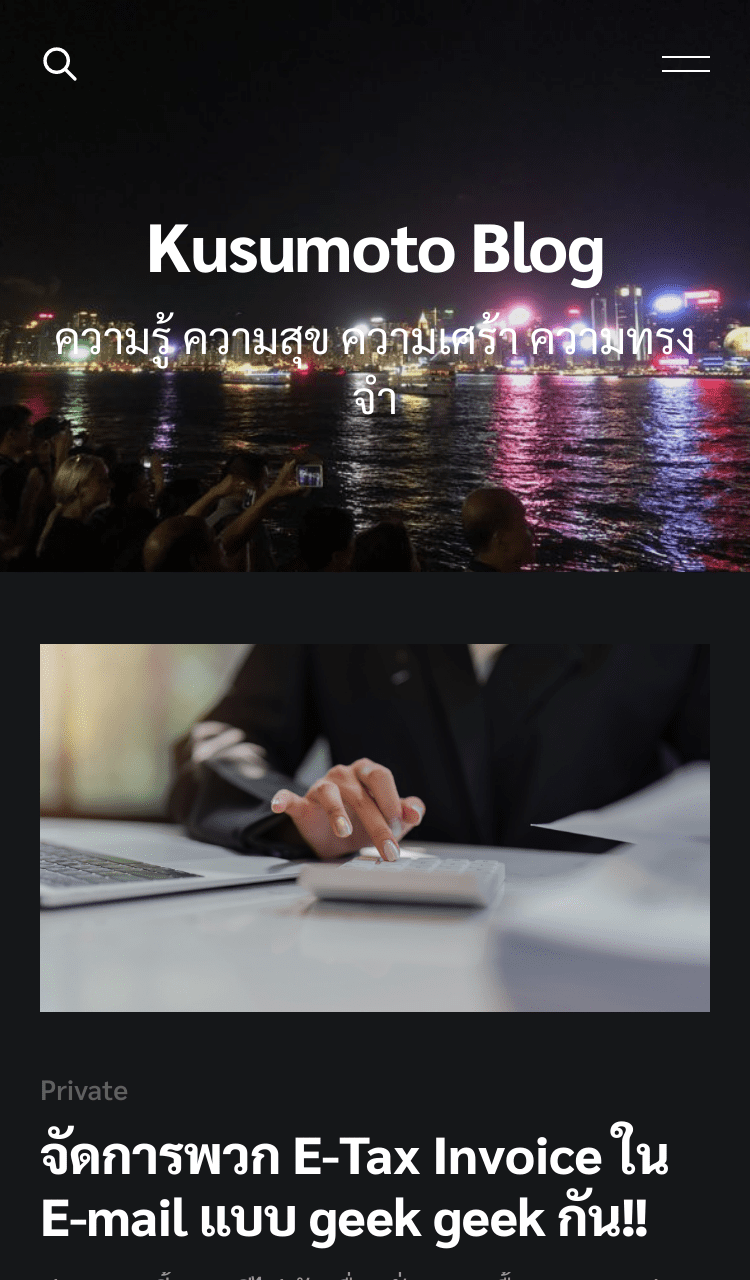 Kusumoto Blog
ความรู้ ความสุข ความเศร้า ความทรง
จำ
Private
จัดการพวก E-Tax Invoice ใน
E-mail แบบ geek geek กัน!!